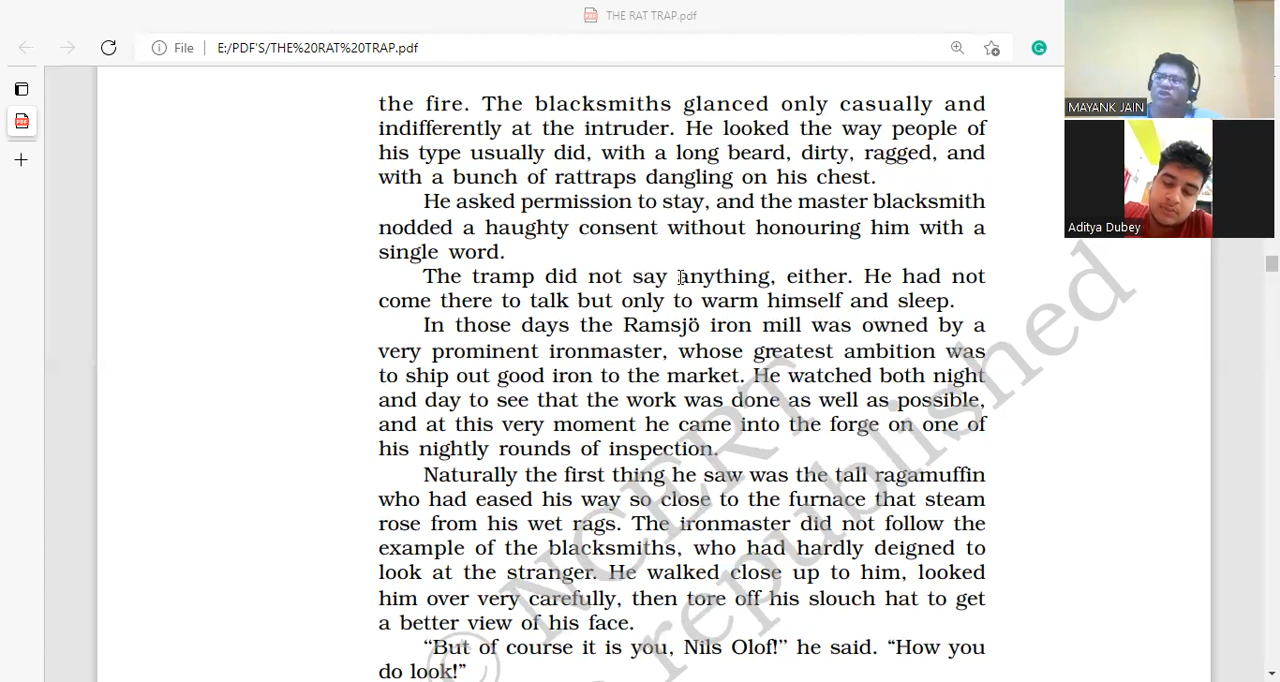 THE RAT TRAP.pdf
File E:/PDF'S/THE%20RAT%20TRAP.pdf
MAYANK JAIN
Aditya Dubey
the fire. The blacksmiths glanced only casually and
indifferently at the intruder. He looked the way people of
his type usually did, with a long beard, dirty, ragged, and
with a bunch of rattraps dangling on his chest.
He asked permission to stay, and the master blacksmith
nodded a haughty consent without honouring him with a
single word.
The tramp did not say anything, either. He had not
come there to talk but only to warm himself and sleep.
In those days the Ramsjö iron mill was owned by a
very prominent ironmaster, whose greatest ambition was
to ship out good iron to the market. He watched both night
and day to see that the work was done as well as possible,
and at this very moment he came into the forge on one of
his nightly rounds of inspection.
Naturally the first thing he saw was the tall ragamuffin
who had eased his way so close to the furnace that steam
rose from his wet rags. The ironmaster did not follow the
example of the blacksmiths, who had hardly deigned to
look at the stranger. He walked close up to him, looked
him over very carefully, then tore off his slouch hat to get
a better view of his face.
“But of course it is you, Nils Olof!’’ he said. “How you
do look!”
© NCERT
republished